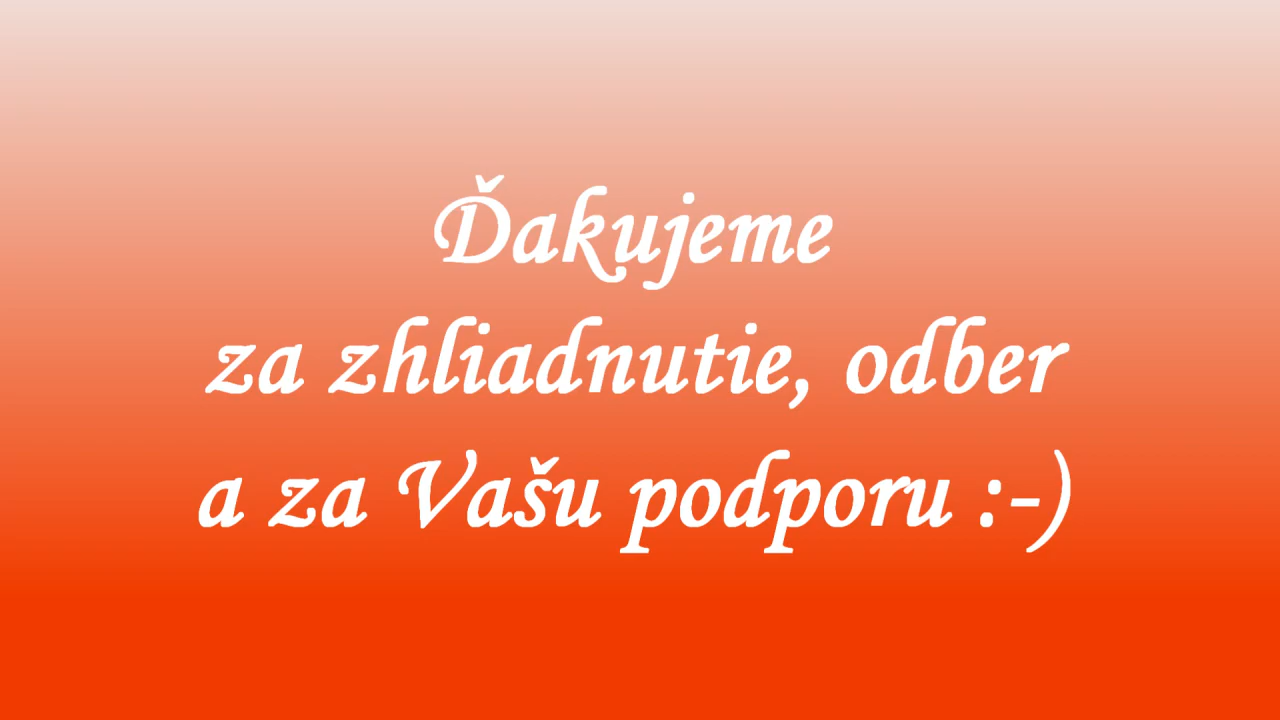 Ďakujeme
za zhliadnutie, odber
a za Vašu podporu :-)